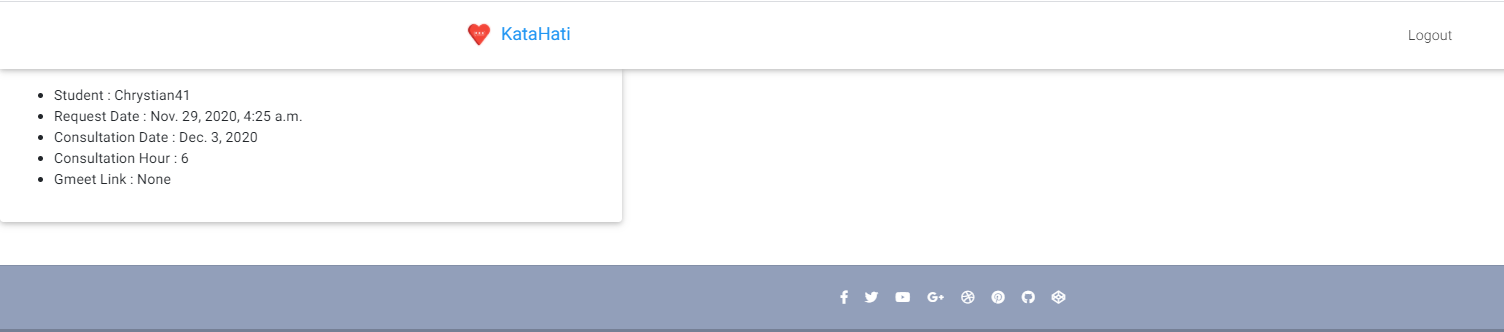 KataHati
Logout
Student : Chrystian41
Request Date : Nov. 29, 2020, 4:25 a.m.
Consultation Date : Dec. 3, 2020
Consultation Hour : 6
Gmeet Link : None